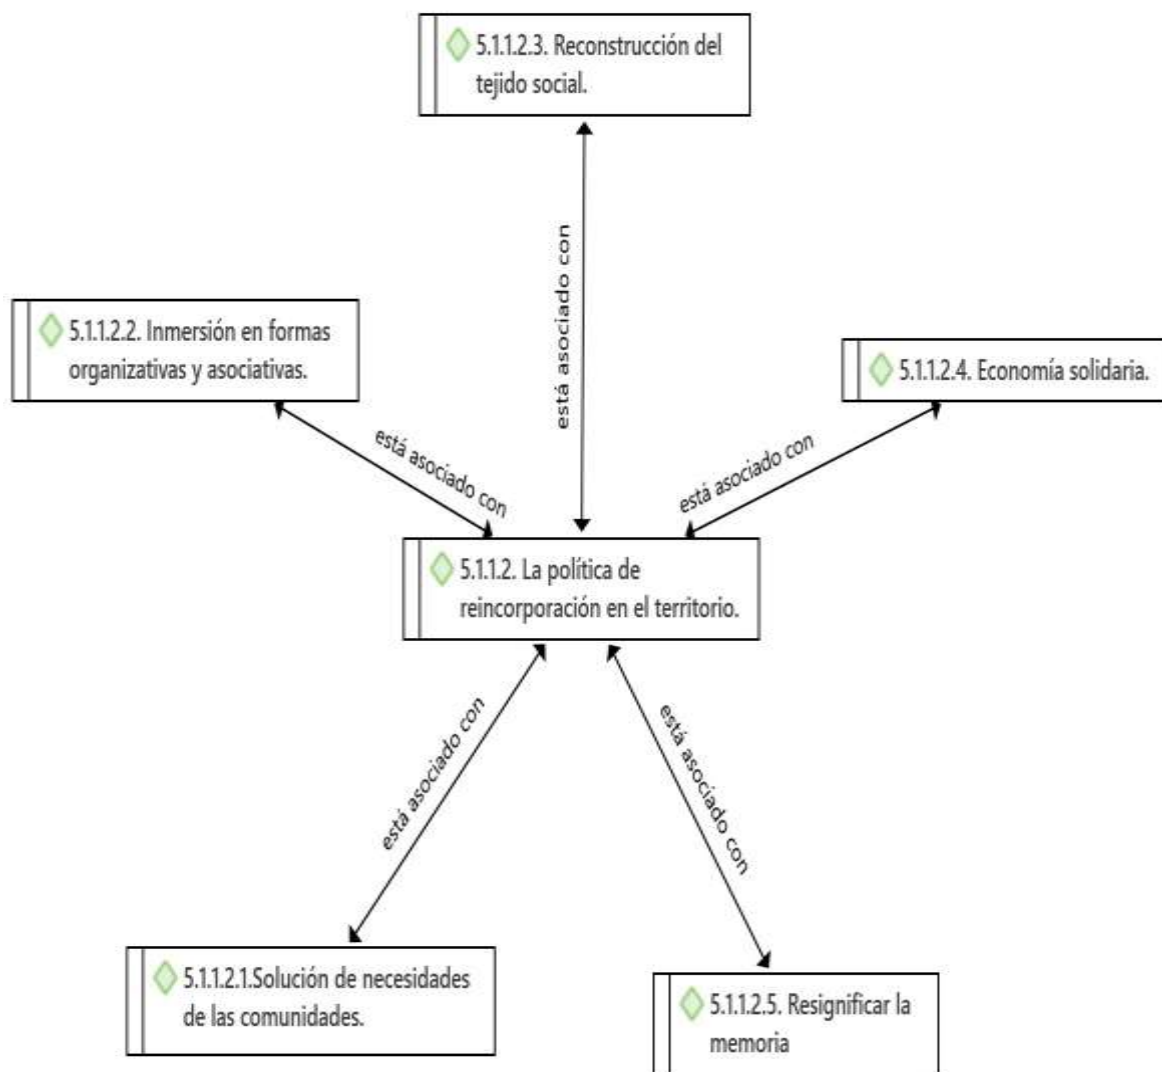 5.1.1.2.3. Reconstrucción del
tejido social.
está asociado con
5.1.1.2.2. Inmersión en formas
organizativas y asociativas.
5.1.1.2.4. Economía solidaria.
está asociado con
está asociado con
5.1.1.2. La política de
reincorporación en el territorio.
está asociado con
está asociado con
5.1.1.2.1.Solución de necesidades
de las comunidades.
5.1.1.2.5. Resignificar la
memoria